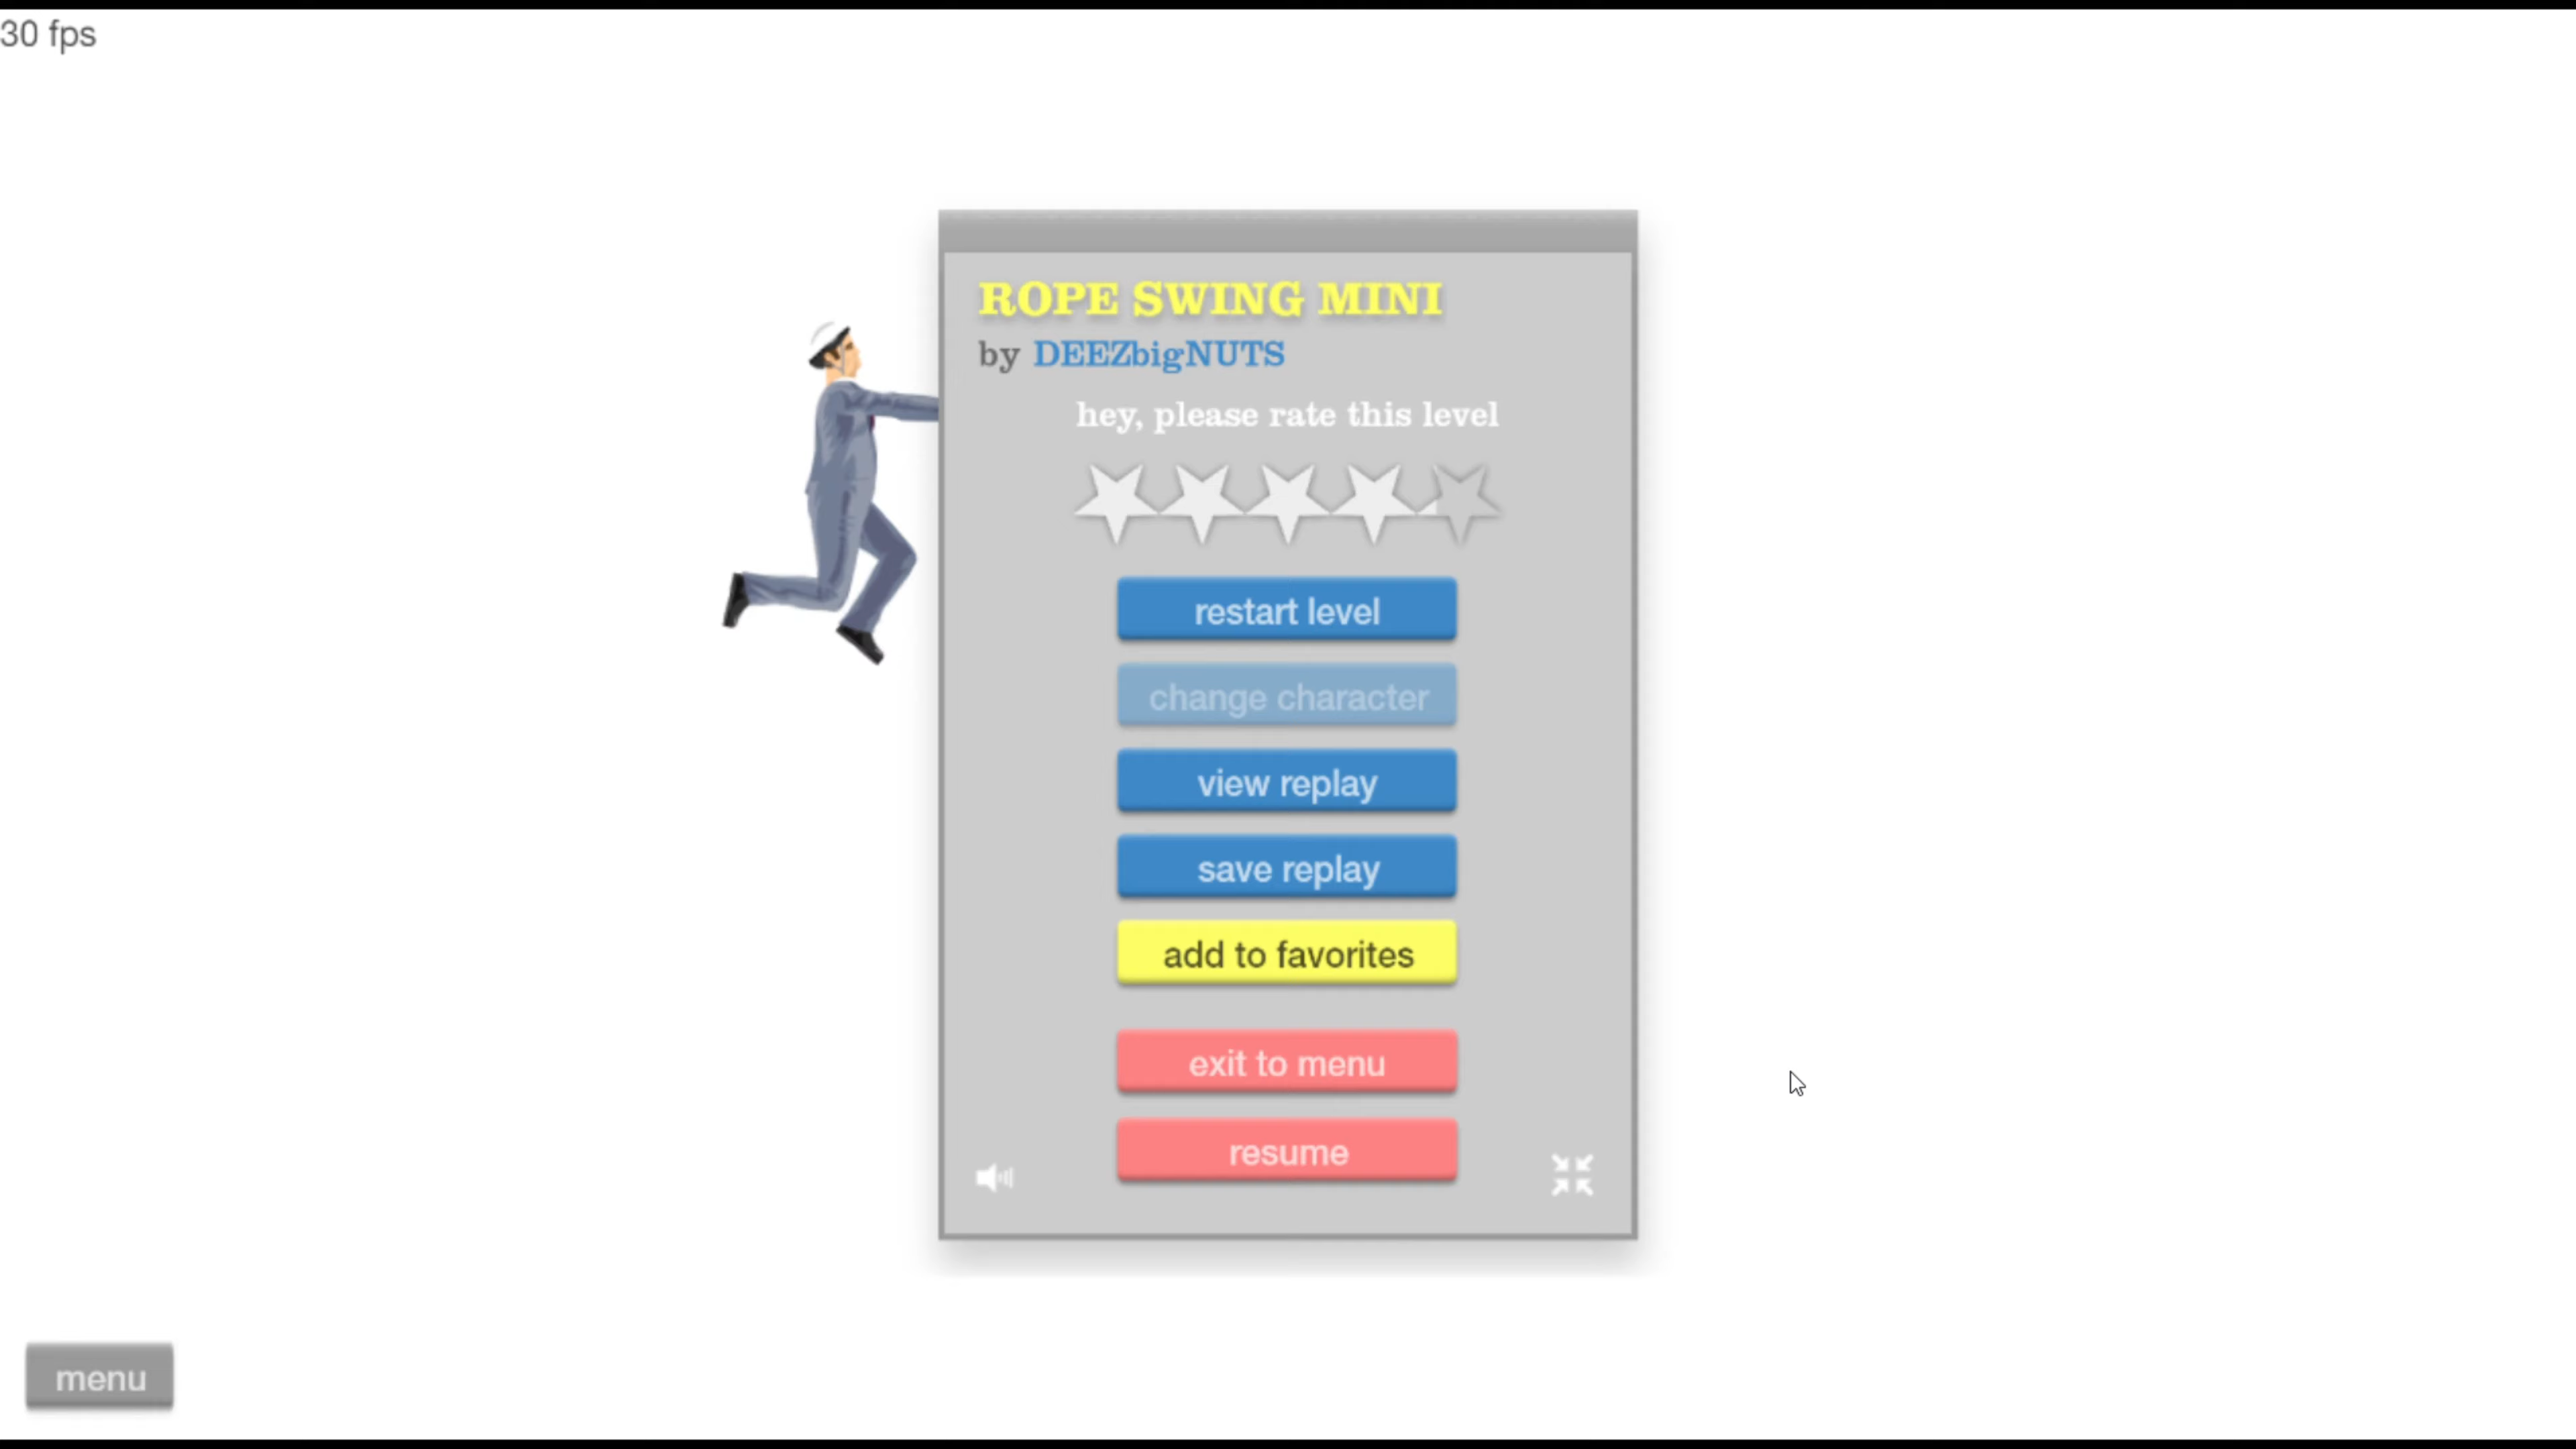 30 fps
ROPE SWING MINI
by DEEZbigNUTS
hey, please rate this level
restart level
change character
view replay
save replay
add to favorites
exit to menu
resume
menu